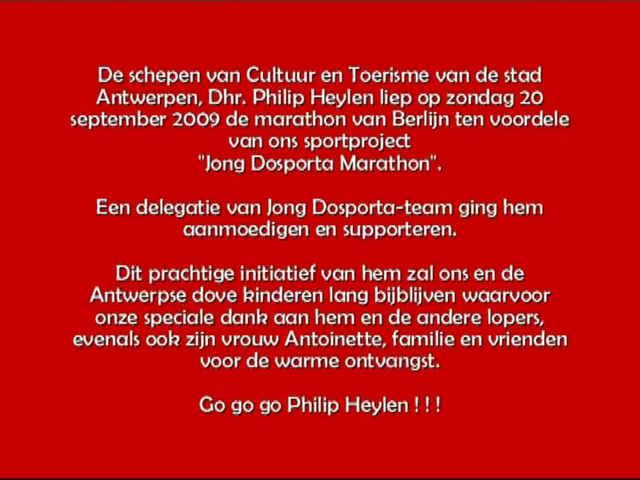 De schepen van Cultuur en Toerisme van de stad
Antwerpen, Dhr. Philip Heylen liep op zondag 20
september 2009 de marathon van Berlijn ten voordele
van ons sportproject
"Jong Dosporta Marathon".
Een delegatie van Jong Dosporta-team ging hem
aanmoedigen en supporteren.
Dit prachtige initiatief van hem zal ons en de
Antwerpse dove kinderen lang bijblijven waarvoor
onze speciale dank aan hem en de andere lopers,
evenals ook zijn vrouw Antoinette, familie en vrienden
voor de warme ontvangst.
Go go go Philip Heylen ! ! !